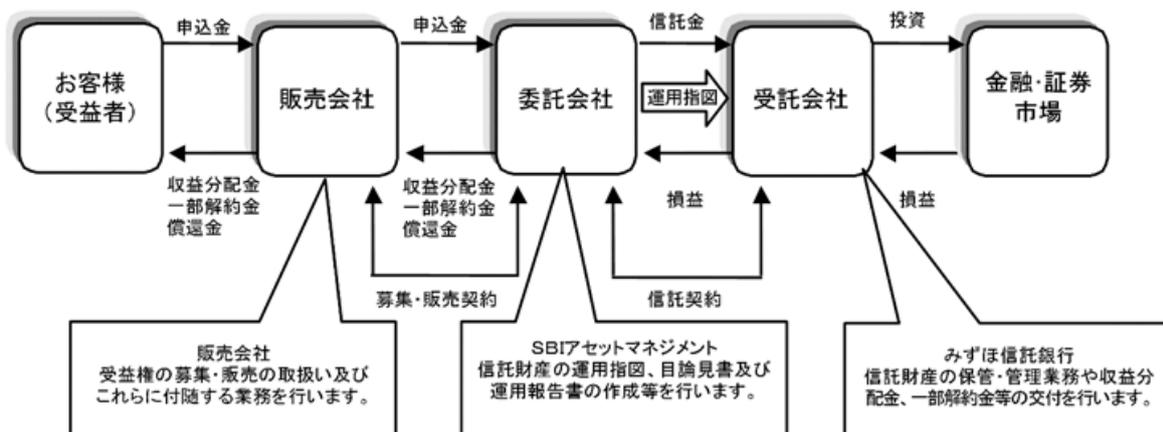 申込金
申込金
信託金
投資
お客様
(受益者)
販売会社
委託会社
運用指図
受託会社
金融・証券
市場
収益分配金
一部解約金
償還金
収益分配金
一部解約金
償還金
損益
損益
募集・販売契約
信託契約
販売会社
受益権の募集・販売の取扱い及び
これらに付随する業務を行います。
SBIアセットマネジメント
信託財産の運用指図、目論見書及び
運用報告書の作成等を行います。
みずほ信託銀行
信託財産の保管・管理業務や収益分
配金、一部解約金等の交付を行います。